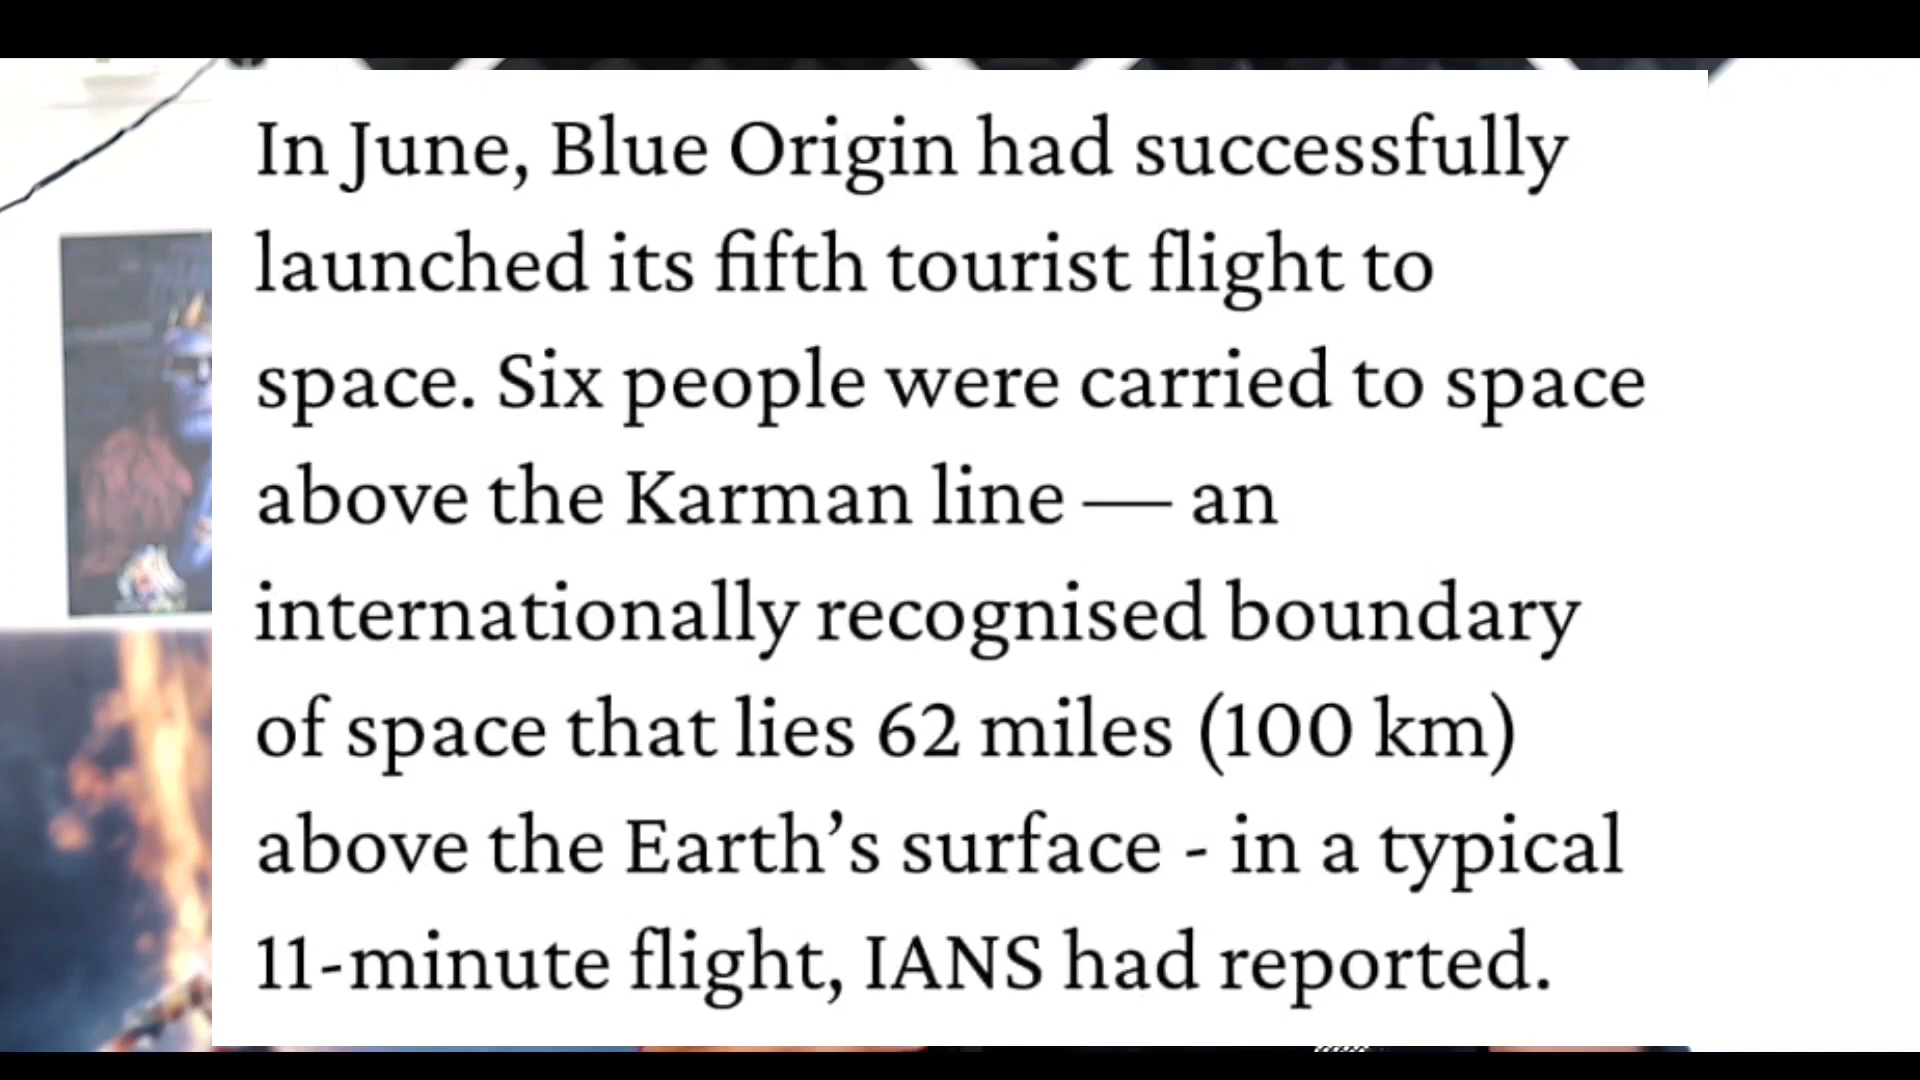 In June, Blue Origin had successfully
launched its fifth tourist flight to
space. Six people were carried to space
above the Karman line — an
internationally recognised boundary
of space that lies 62 miles (100 km)
above the Earth’s surface - in a typical
11-minute flight, IANS had reported.